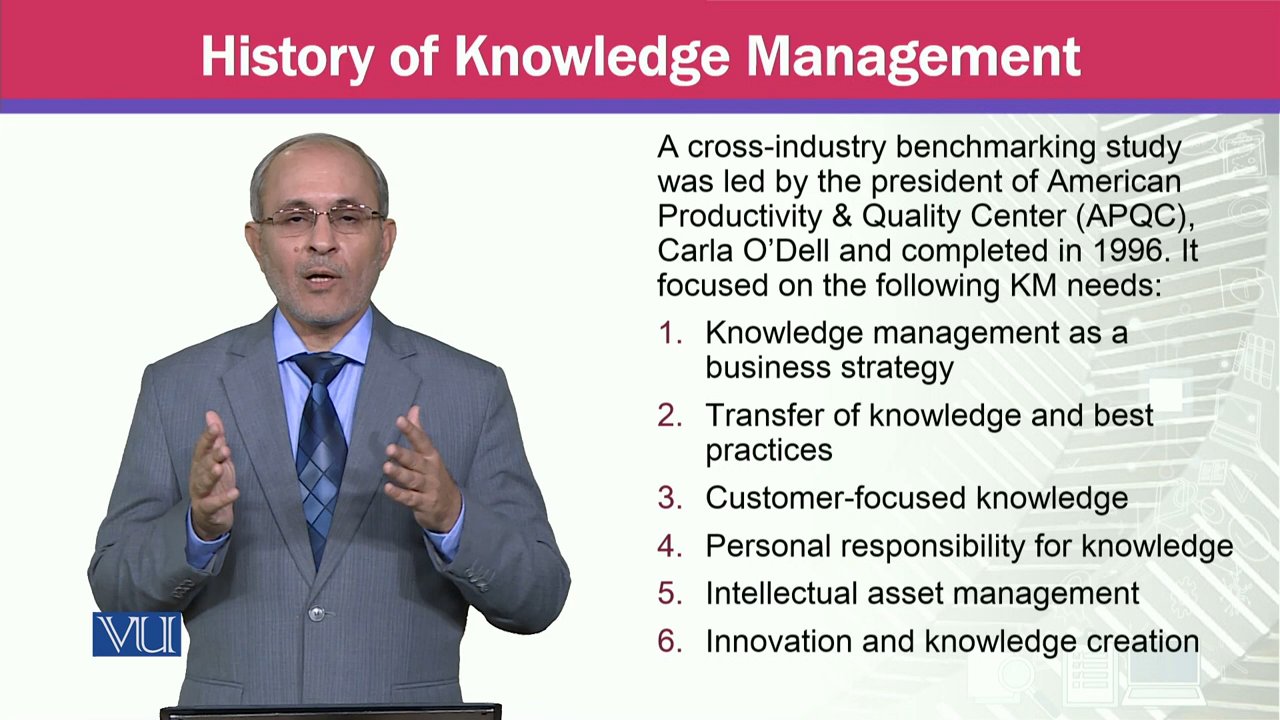 History of Knowledge Management
A cross-industry benchmarking study
was led by the president of American
Productivity & Quality Center (APQC),
Carla O’Dell and completed in 1996. It
focused on the following KM needs:
1. Knowledge management as a
business strategy
2. Transfer of knowledge and best
practices
3. Customer-focused knowledge
4. Personal responsibility for knowledge
5. Intellectual asset management
6. Innovation and knowledge creation
VU